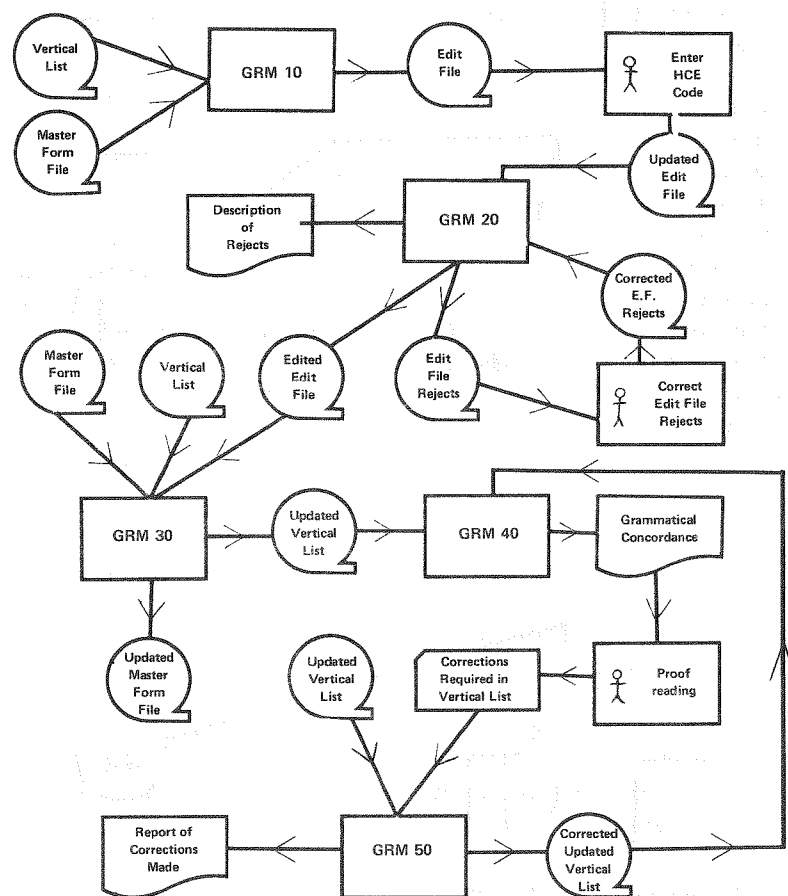 Vertical
List
GRM 10
Edit
File
Enter
HCE
Code
Master
Form
File
Updated
Edit
File
Description
of
Rejects
GRM 20
Corrected
E.F.
Rejects
Master
Form
File
Vertical
List
Edited
Edit
File
Edit
File
Rejects
Correct
Edit File
Rejects
GRM 30
Updated
Vertical
List
GRM 40
Grammatical
Concordance
Updated
Master
Form
File
Updated
Vertical
List
Corrections
Required in
Vertical List
Proof
reading
Report of
Corrections
Made
GRM 50
Corrected
Updated
Vertical
List